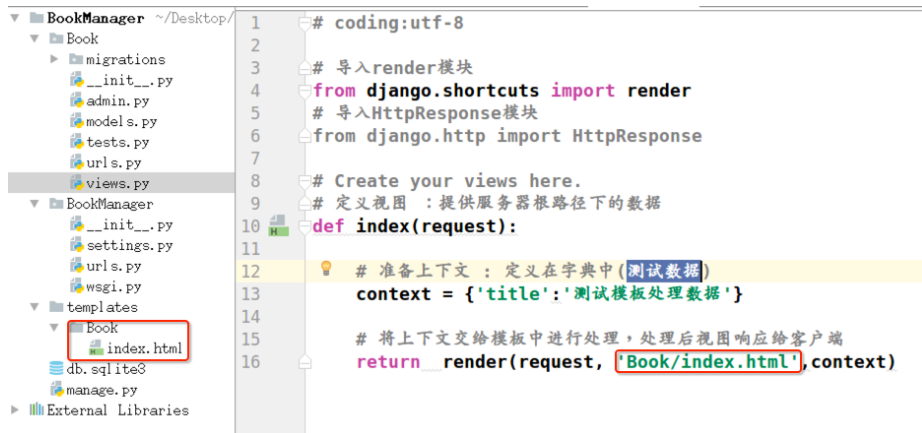 BookManager ~/Desktop/
Book
migrations
__init__.py
admin.py
models.py
tests.py
urls.py
views.py
BookManager
__init__.py
settings.py
urls.py
wsgi.py
templates
Book
index.html
db.sqlite3
manage.py
External Libraries
1 # coding:utf-8
2
3 # 导入render模块
4 from django.shortcuts import render
5 # 导入HttpResponse模块
6 from django.http import HttpResponse
7
8 # Create your views here.
9 # 定义视图 ：提供服务器根路径下的数据
10 def index(request):
11
12 # 准备上下文 : 定义在字典中(测试数据)
13 context = {'title':'测试模板处理数据'}
14
15 # 将上下文交给模板中进行处理，处理后视图响应给客户端
16 return render(request, 'Book/index.html',context)